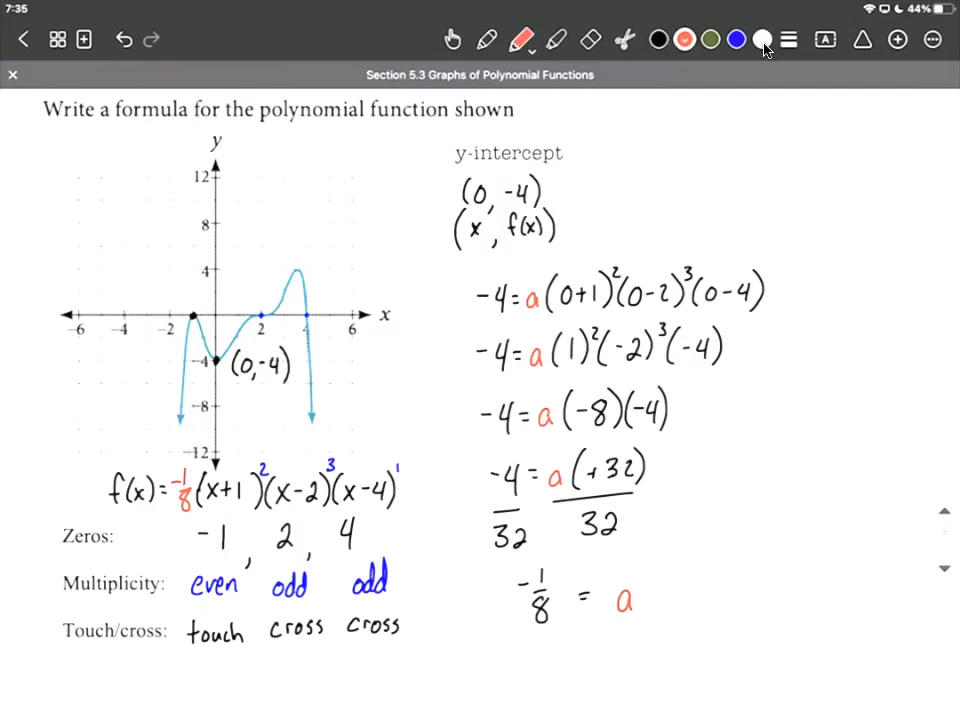 7:35 44%
Section 5.3 Graphs of Polynomial Functions
Write a formula for the polynomial function shown
y
12
8
4
-6 -4 -2 2 4 6 x
-4
(0,-4)
-8
-12
f(x)=-1/8(x+1)²(x-2)³(x-4)¹
Zeros: -1, 2, 4
Multiplicity: even odd odd
Touch/cross: touch cross cross
y-intercept
(0, -4)
(x, f(x))
-4=a(0+1)²(0-2)³(0-4)
-4=a(1)²(-2)³(-4)
-4=a(-8)(-4)
-4=a(+32)
32 32
-1/8 = a